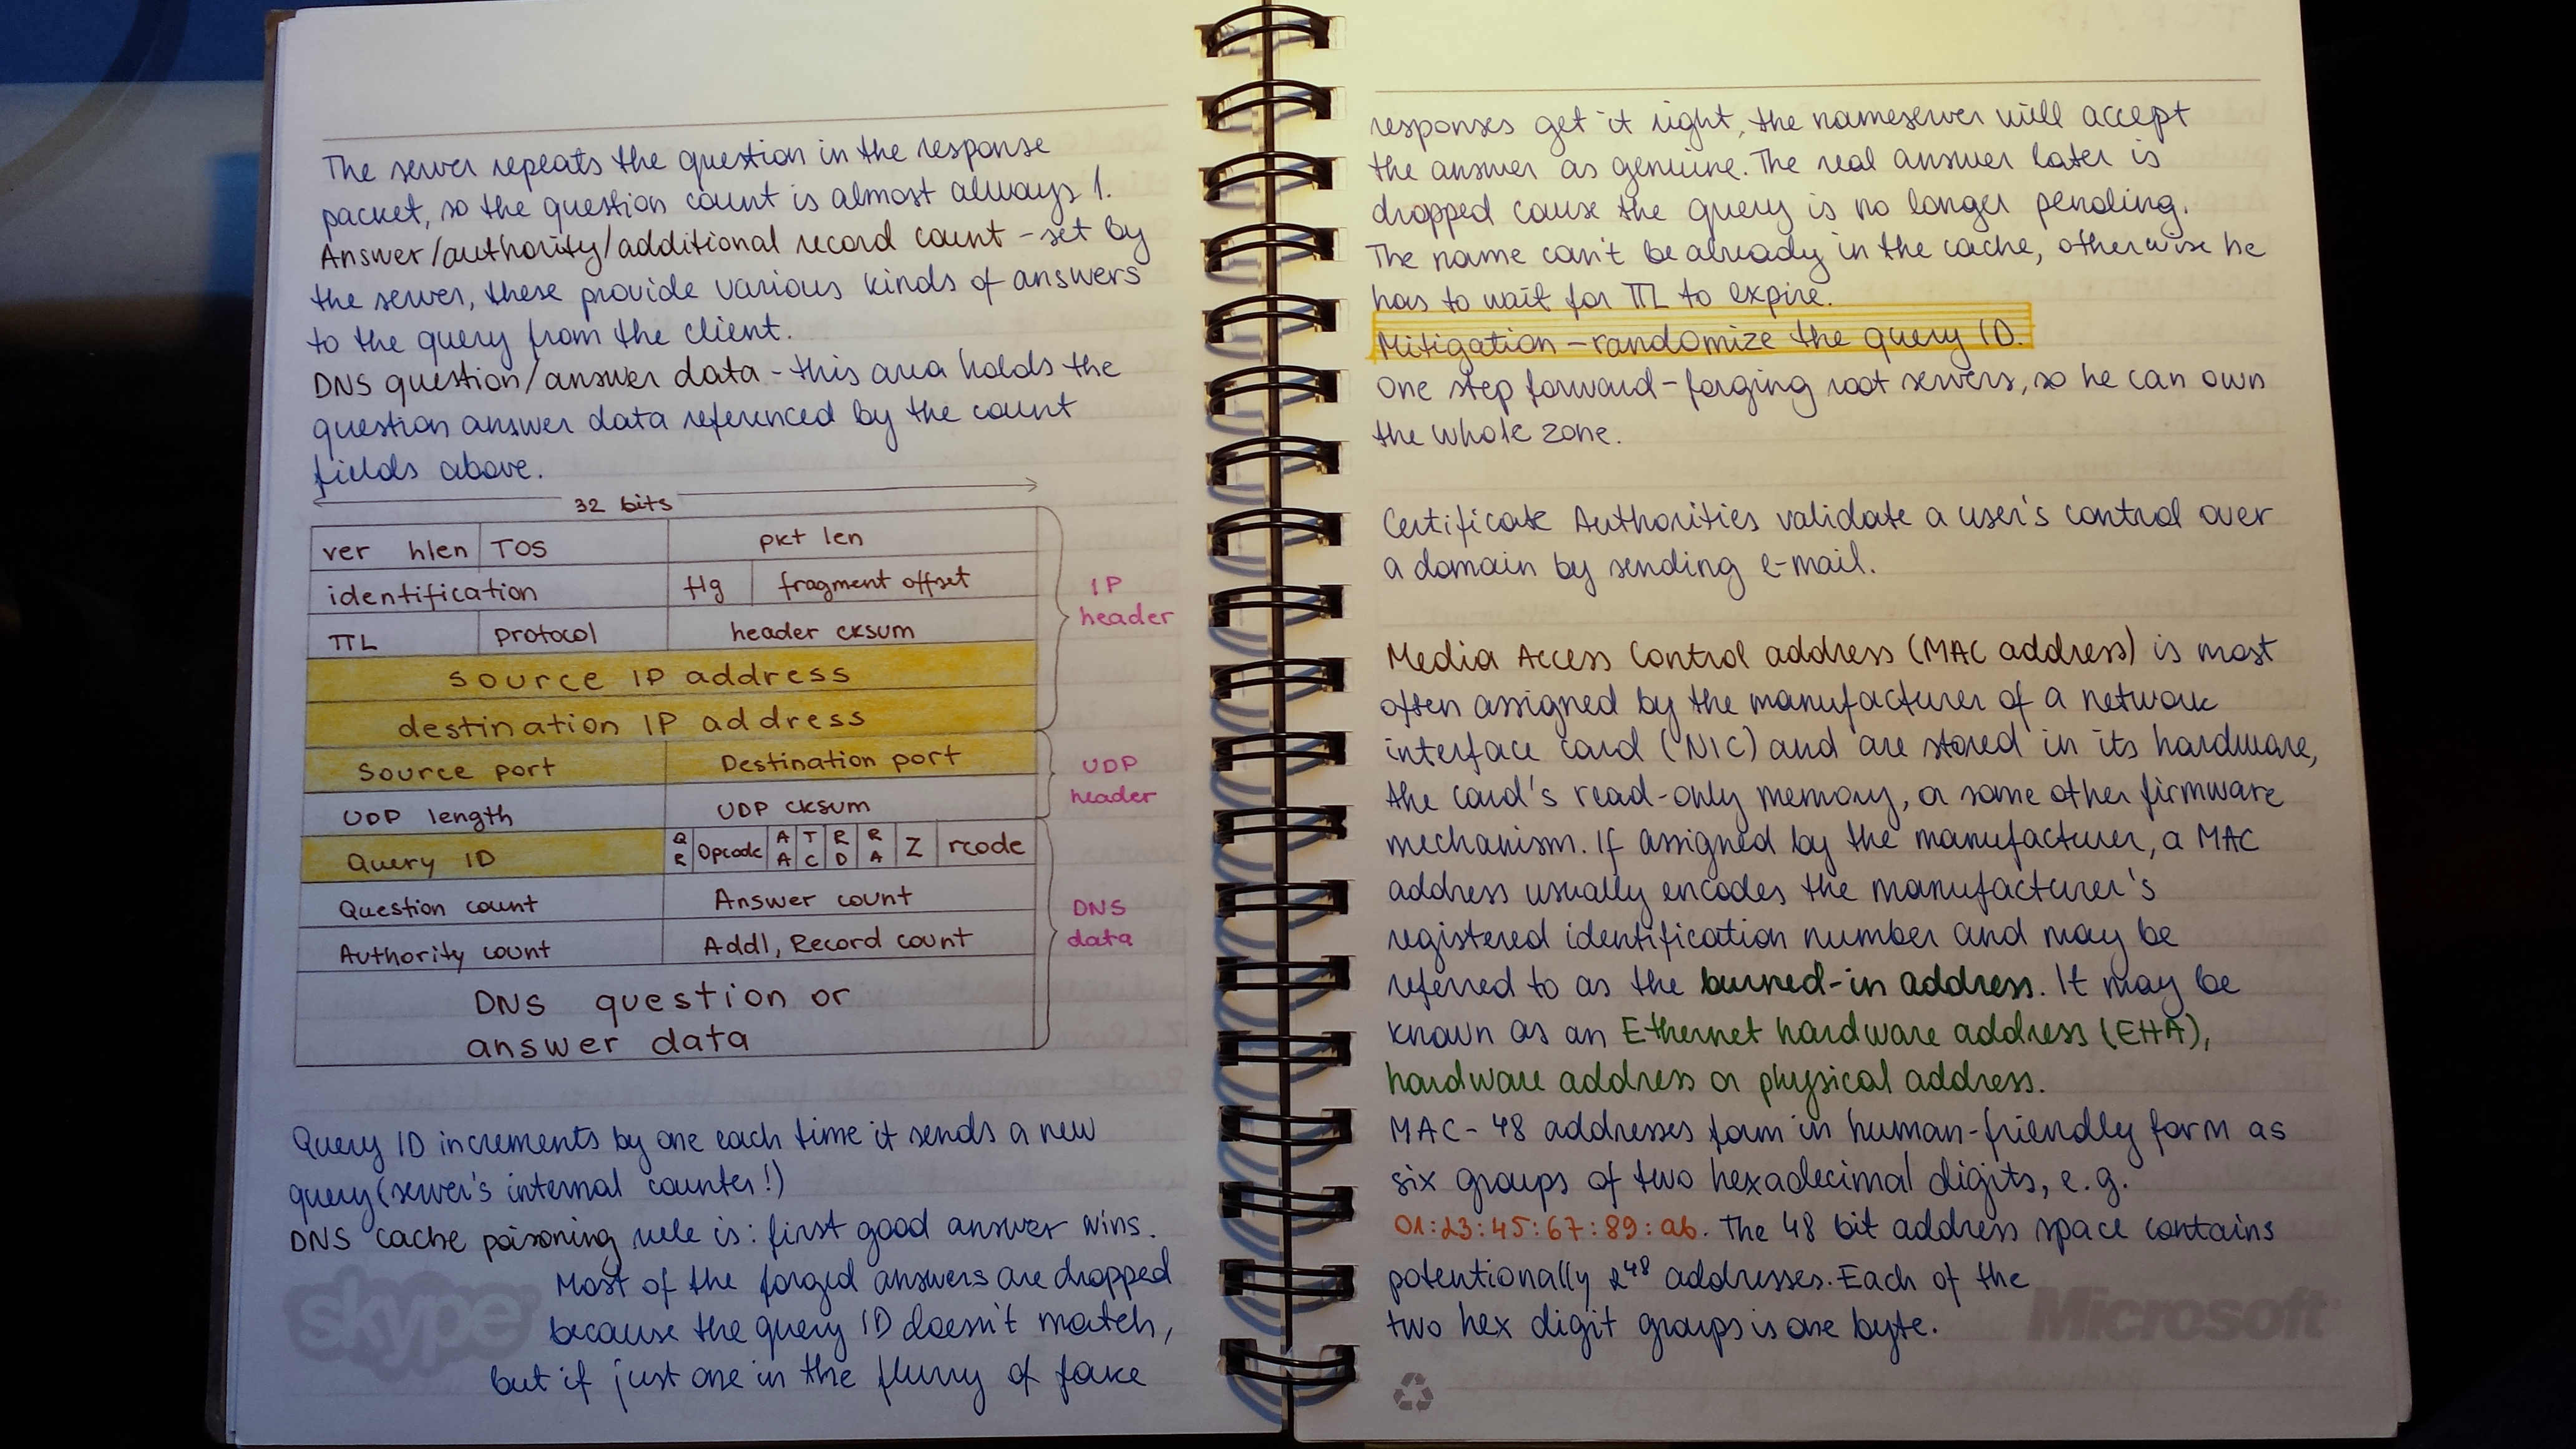 The server repeats the question in the response
packet, so the question count is almost always 1.
Answer/authority/additional record count - set by
the server, these provide various kinds of answers
to the query from the client.
DNS question/answer data - this area holds the
question answer data referenced by the count
fields above.
32 bits
ver hlen TOS pkt len
identification flg fragment offset
TTL protocol header cksum
IP
header
source IP address
destination IP address
Source port Destination port
UDP length UDP cksum
UDP
header
Query ID QR Opcode AA TC RD RA Z rcode
Question count Answer count
Authority count Addl, Record count
DNS
data
DNS question or
answer data
Query ID increments by one each time it sends a new
query (server's internal counter!)
DNS cache poisoning rule is: first good answer wins.
Most of the forged answers are dropped
because the query ID doesn't match,
but if just one in the flurry of fake
skype
responses get it right, the nameserver will accept
the answer as genuine. The real answer later is
dropped cause the query is no longer pending.
The name can't be already in the cache, otherwise he
has to wait for TTL to expire.
Mitigation - randomize the query ID.
One step forward - forging root servers, so he can own
the whole zone.
Certificate Authorities validate a user's control over
a domain by sending e-mail.
Media Access Control address (MAC address) is most
often assigned by the manufacturer of a network
interface card (NIC) and are stored in its hardware,
the card's read-only memory, or some other firmware
mechanism. If assigned by the manufacturer, a MAC
address usually encodes the manufacturer's
registered identification number and may be
referred to as the burned-in address. It may be
known as an Ethernet hardware address (EHA),
hardware address or physical address.
MAC-48 addresses form in human-friendly form as
six groups of two hexadecimal digits, e.g.
01:23:45:67:89:ab. The 48 bit address space contains
potentionally 2⁴⁸ addresses. Each of the
two hex digit groups is one byte.
Microsoft